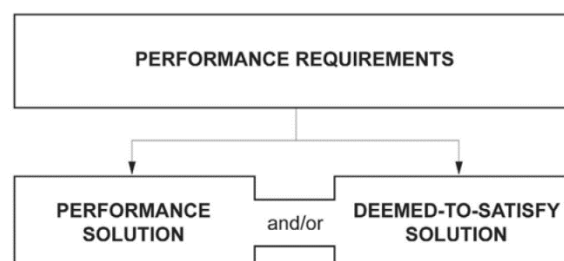 PERFORMANCE REQUIREMENTS
PERFORMANCE
SOLUTION
and/or
DEEMED-TO-SATISFY
SOLUTION